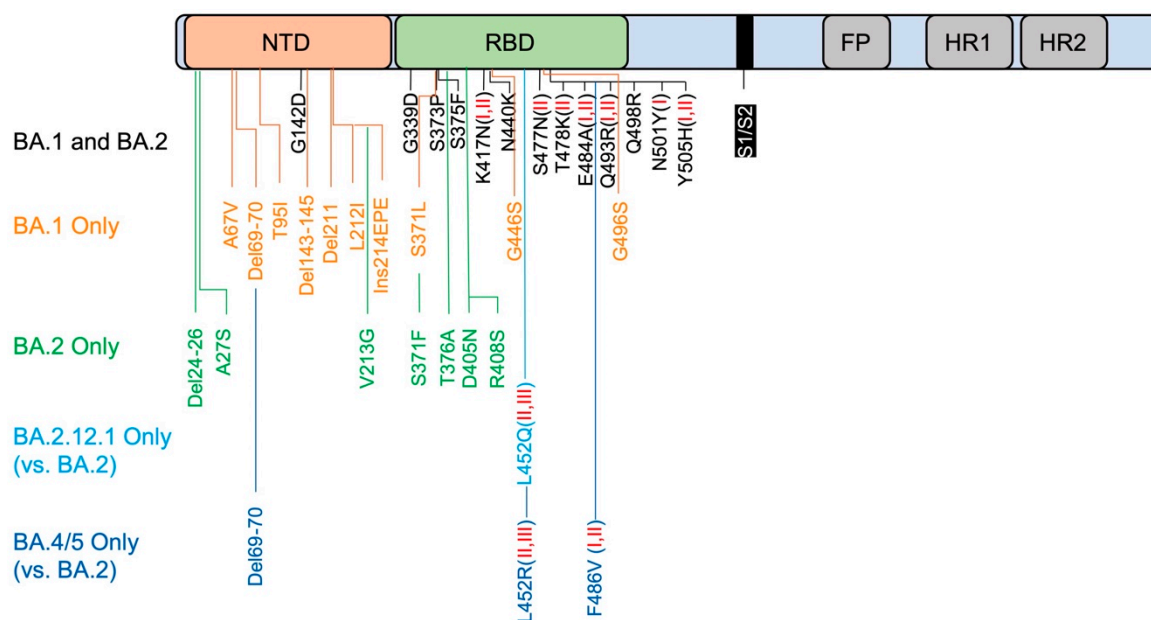 NTD
RBD
FP
HR1
HR2
BA.1 and BA.2
G142D
G339D
S373P
S375F
K417N(I,II)
N440K
S477N(II)
T478K(II)
E484A(I,II)
Q493R(I,II)
Q498R
N501Y(I)
Y505H(I,II)
S1/S2
BA.1 Only
A67V
Del69-70
T95I
Del143-145
Del211
L212I
Ins214EPE
S371L
G446S
G496S
BA.2 Only
Del24-26
A27S
V213G
S371F
T376A
D405N
R408S
BA.2.12.1 Only
(vs. BA.2)
L452Q(II,III)
BA.4/5 Only
(vs. BA.2)
Del69-70
L452R(II,III)
F486V (I,II)